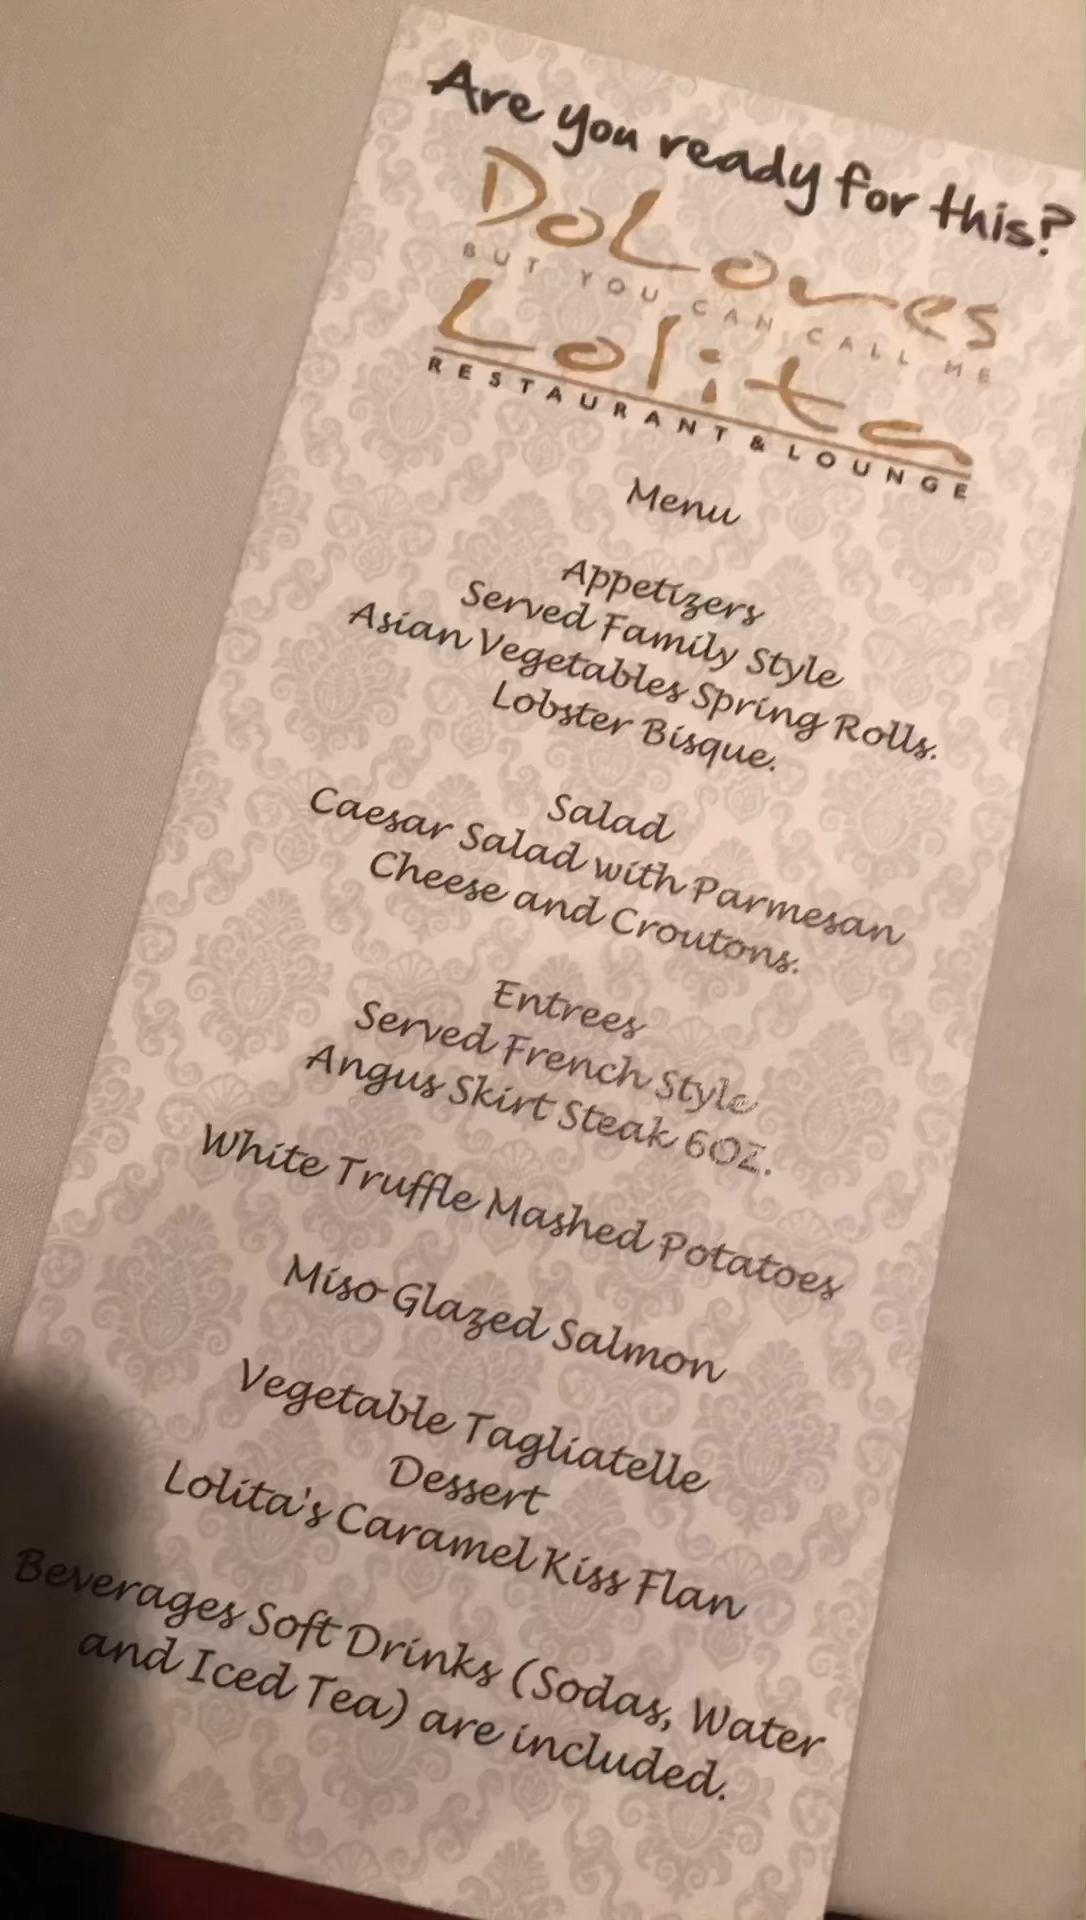 Are you ready for this?
DoLores
BUT YOU CAN CALL ME
Lolita
RESTAURANT & LOUNGE
Menu
Appetizers
Served Family Style
Asian Vegetables Spring Rolls.
Lobster Bisque.
Salad
Caesar Salad with Parmesan
Cheese and Croutons.
Entrees
Served French Style
Angus Skirt Steak 6OZ.
White Truffle Mashed Potatoes
Miso Glazed Salmon
Vegetable Tagliatelle
Dessert
Lolita's Caramel Kiss Flan
Beverages Soft Drinks (Sodas, Water
and Iced Tea) are included.